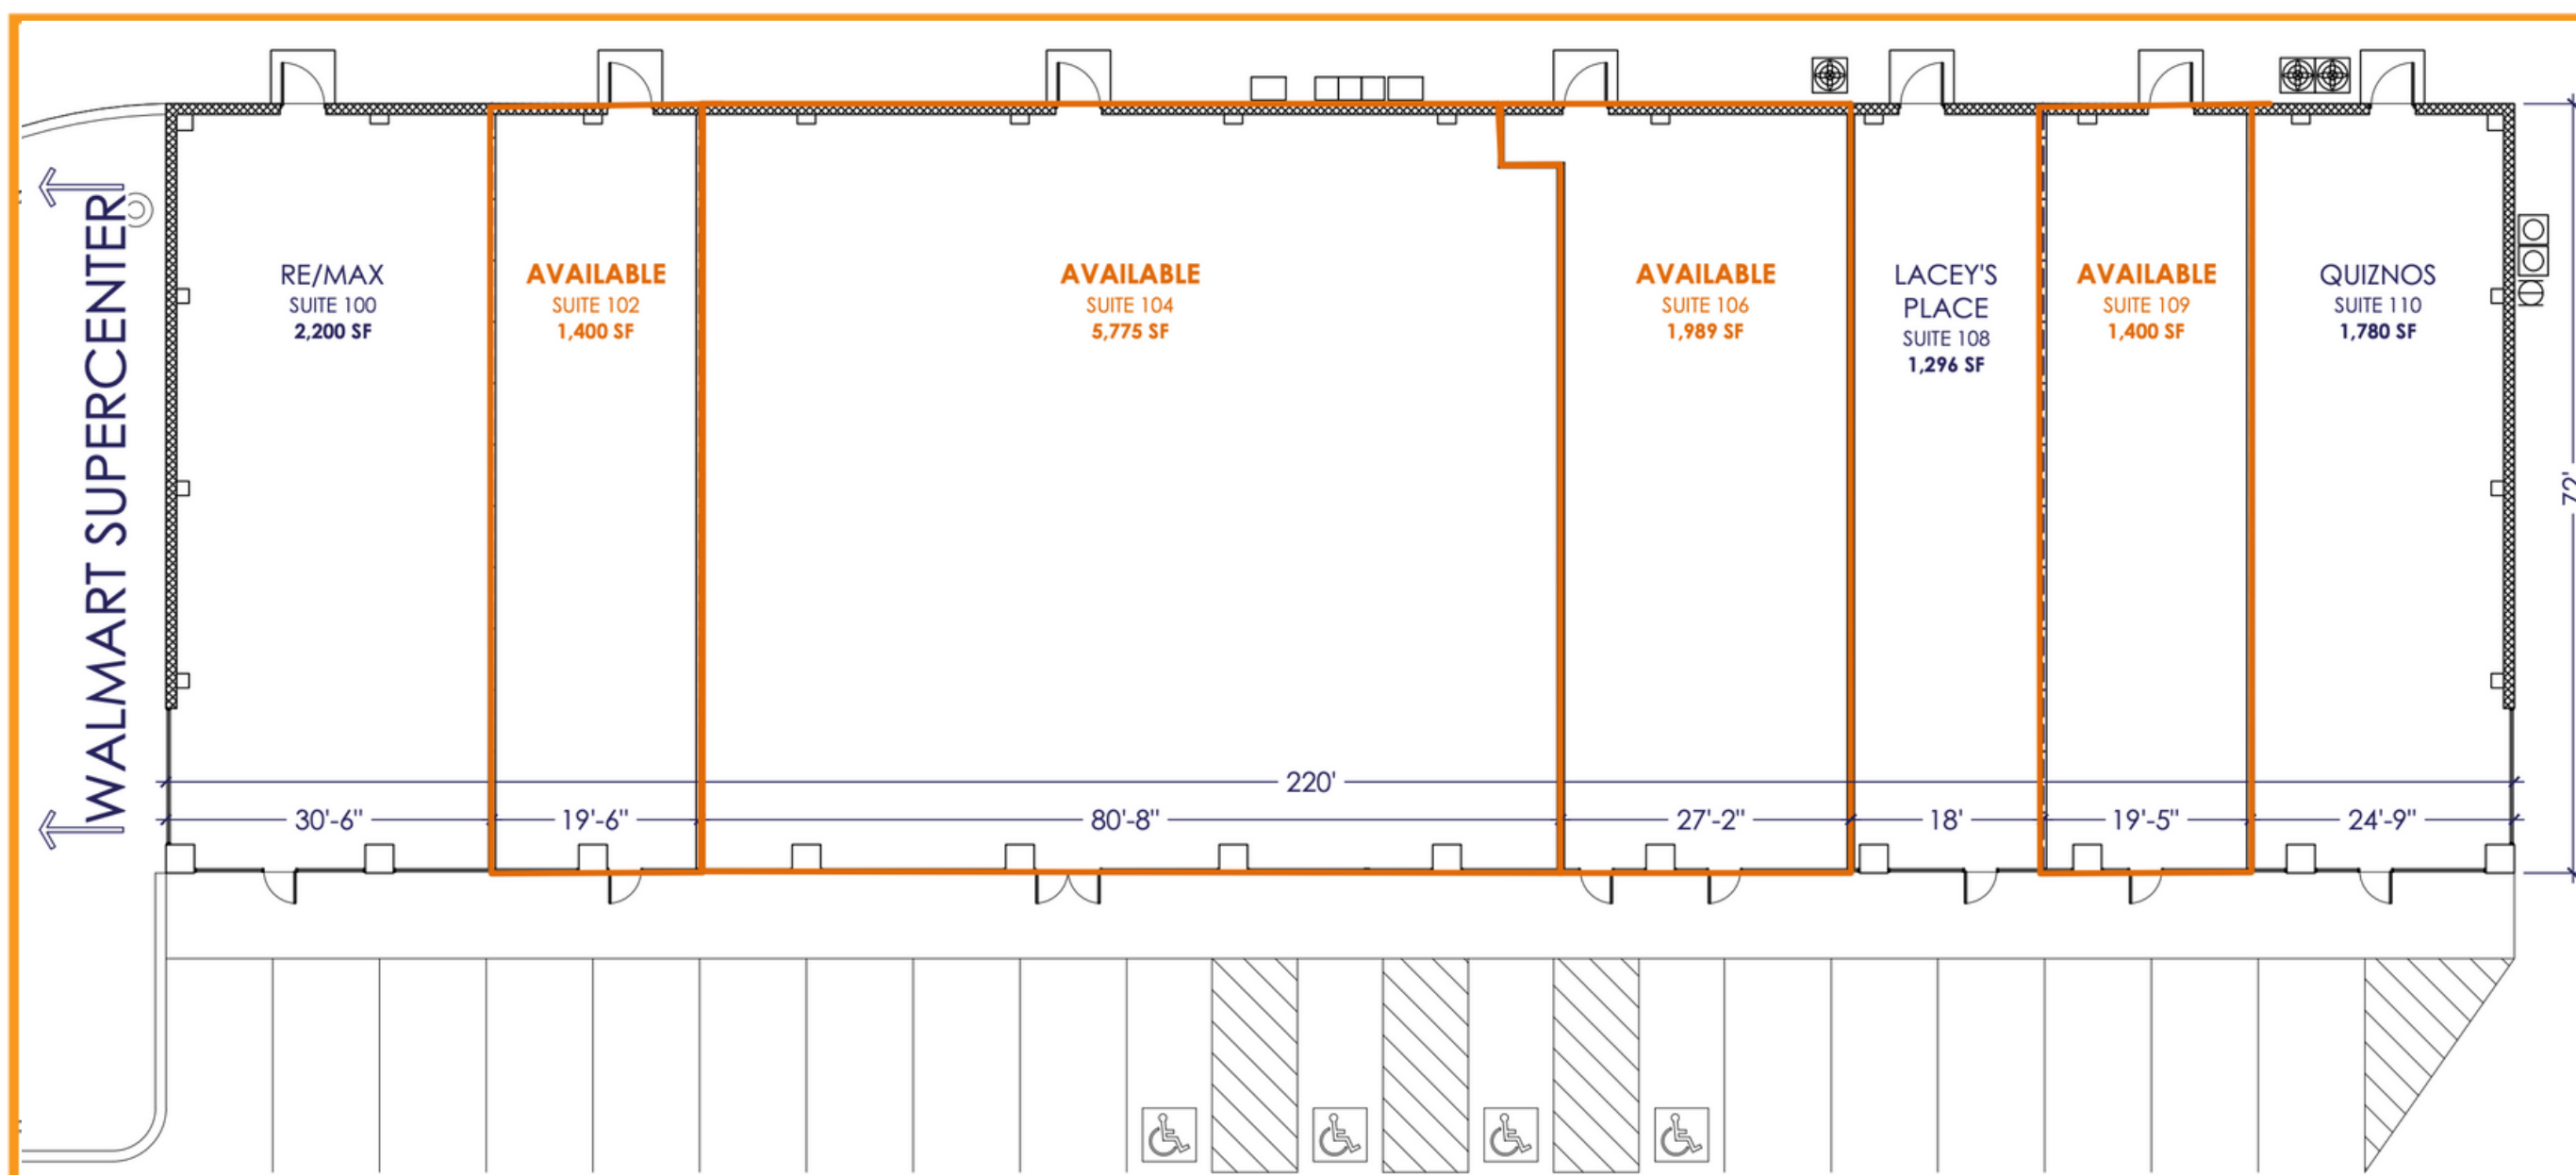 WALMART SUPERCENTER
RE/MAX
SUITE 100
2,200 SF
AVAILABLE
SUITE 102
1,400 SF
AVAILABLE
SUITE 104
5,775 SF
AVAILABLE
SUITE 106
1,989 SF
LACEY'S
PLACE
SUITE 108
1,296 SF
AVAILABLE
SUITE 109
1,400 SF
QUIZNOS
SUITE 110
1,780 SF
72'
220'
30'-6"
19'-6"
80'-8"
27'-2"
18'
19'-5"
24'-9"